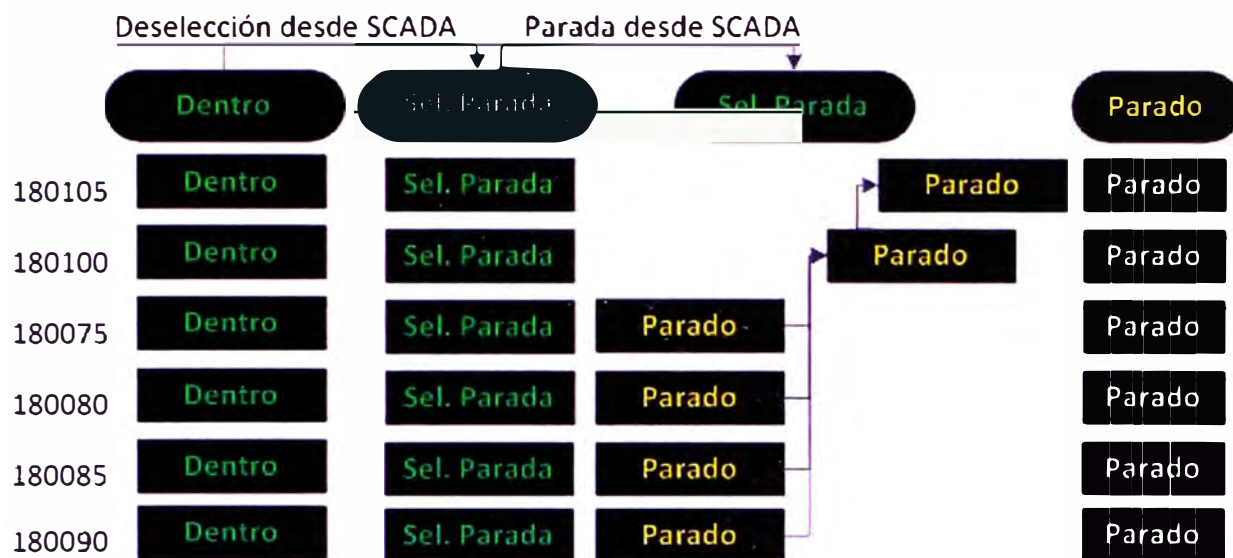 Deselección desde SCADA Parada desde SCADA
Dentro Sel. Parada Sel. Parada Parado
180105 Dentro Sel. Parada Parado Parado
180100 Dentro Sel. Parada Parado Parado
180075 Dentro Sel. Parada Parado Parado
180080 Dentro Sel. Parada Parado Parado
180085 Dentro Sel. Parada Parado Parado
180090 Dentro Sel. Parada Parado Parado